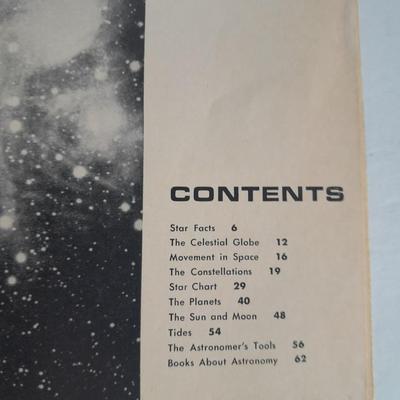 CONTENTS
Star Facts 6
The Celestial Globe 12
Movement in Space 16
The Constellations 19
Star Chart 29
The Planets 40
The Sun and Moon 48
Tides 54
The Astronomer's Tools 56
Books About Astronomy 62